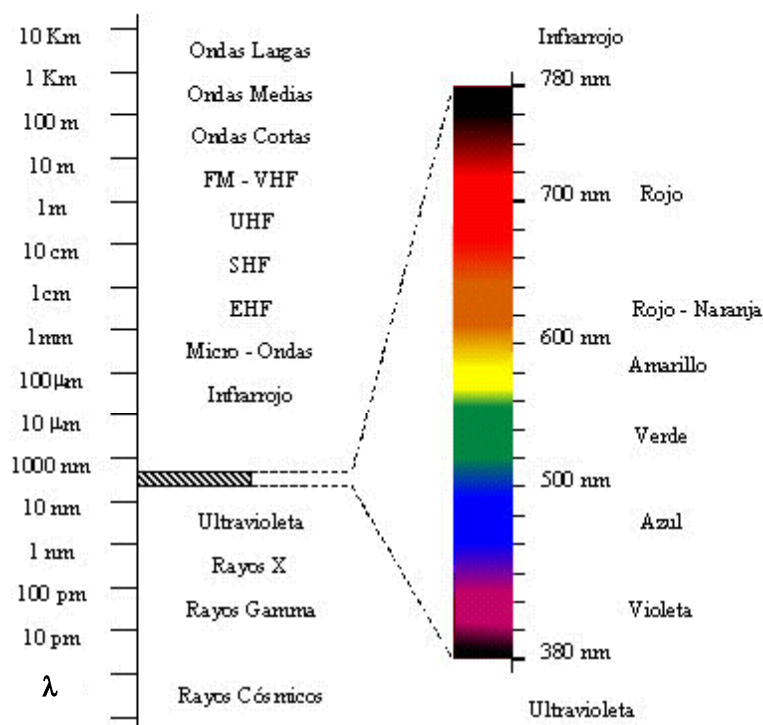 10 Km
1 Km
100 m
10 m
1m
10 cm
1cm
1mm
100µm
10 µm
1000 nm
10 nm
1 nm
100 pm
10 pm
λ
Ondas Largas
Ondas Medias
Ondas Cortas
FM - VHF
UHF
SHF
EHF
Micro - Ondas
Infrarrojo
Ultravioleta
Rayos X
Rayos Gamma
Rayos Cósmicos
Infrarrojo
780 nm
700 nm
Rojo
Rojo - Naranja
600 nm
Amarillo
Verde
500 nm
Azul
Violeta
380 nm
Ultravioleta